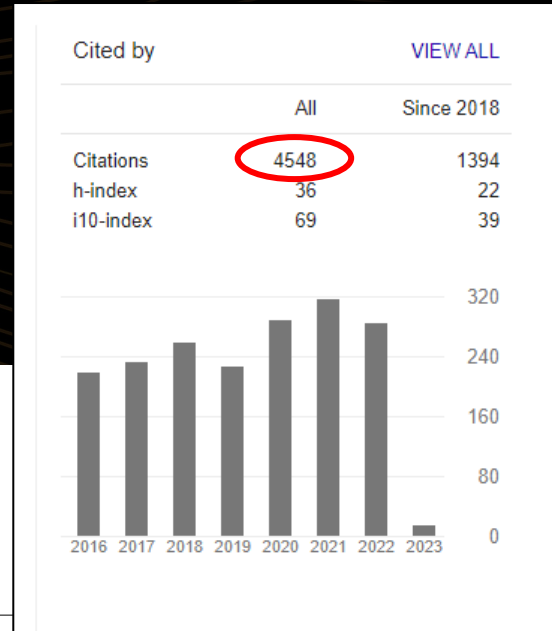 Cited by VIEW ALL
All Since 2018
Citations 4548 1394
h-index 36 22
i10-index 69 39
320
240
160
80
0
2016 2017 2018 2019 2020 2021 2022 2023